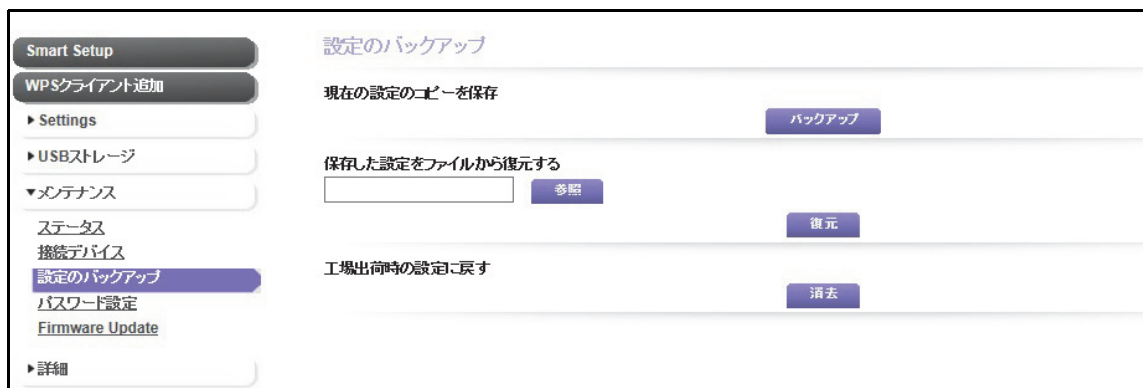 Smart Setup
WPSクライアント追加
▶ Settings
▶USBストレージ
▼メンテナンス
ステータス
接続デバイス
設定のバックアップ
パスワード設定
Firmware Update
▶詳細
設定のバックアップ
現在の設定のコピーを保存
バックアップ
保存した設定をファイルから復元する
参照
復元
工場出荷時の設定に戻す
消去